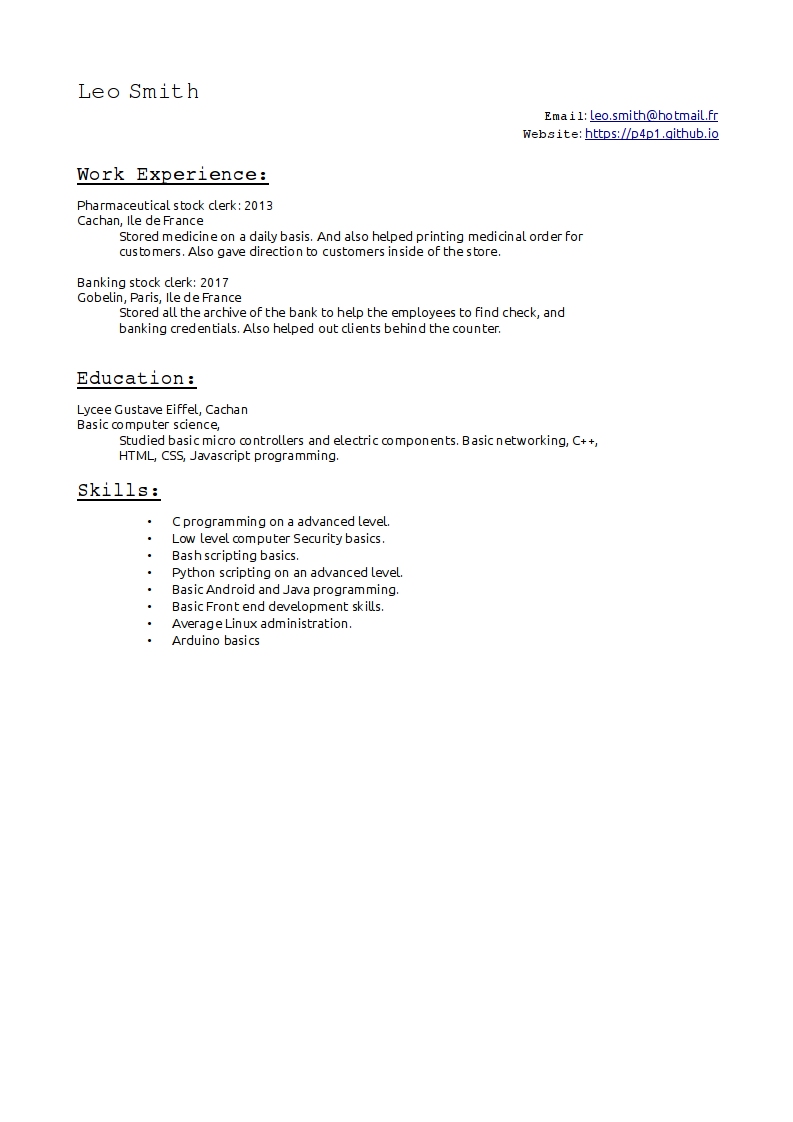 Leo Smith
Email: leo.smith@hotmail.fr
Website: https://p4p1.github.io
Work Experience:
Pharmaceutical stock clerk: 2013
Cachan, Ile de France
Stored medicine on a daily basis. And also helped printing medicinal order for
customers. Also gave direction to customers inside of the store.
Banking stock clerk: 2017
Gobelin, Paris, Ile de France
Stored all the archive of the bank to help the employees to find check, and
banking credentials. Also helped out clients behind the counter.
Education:
Lycee Gustave Eiffel, Cachan
Basic computer science,
Studied basic micro controllers and electric components. Basic networking, C++,
HTML, CSS, Javascript programming.
Skills:
• C programming on a advanced level.
• Low level computer Security basics.
• Bash scripting basics.
• Python scripting on an advanced level.
• Basic Android and Java programming.
• Basic Front end development skills.
• Average Linux administration.
• Arduino basics